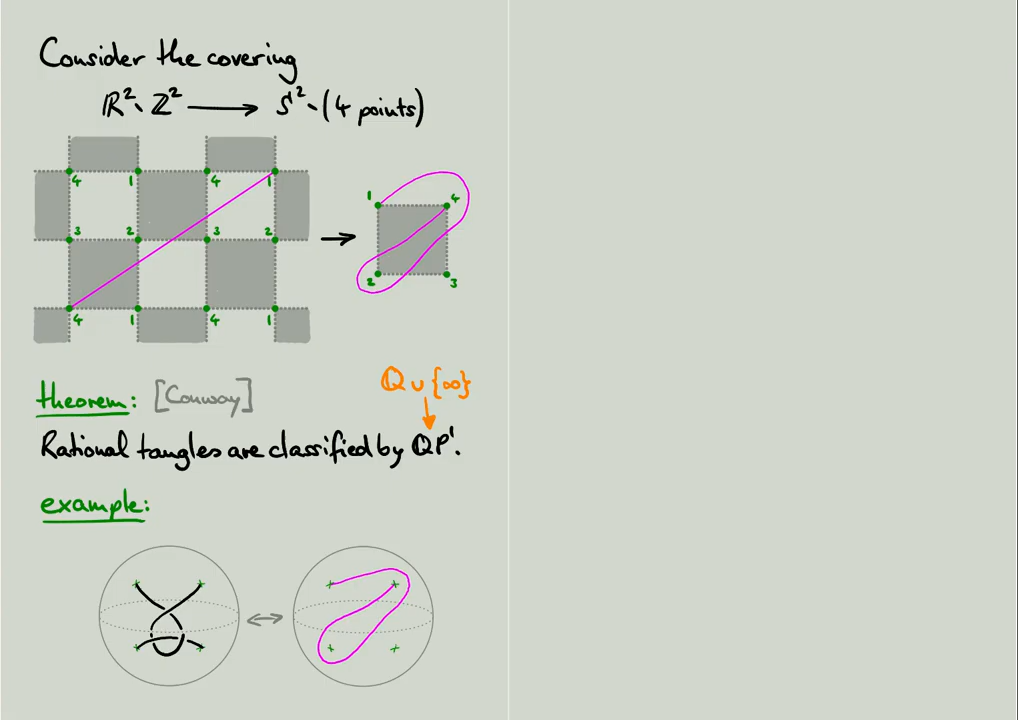 Consider the covering
ℝ² \ ℤ² ⟶ S² \ (4 points)
4 1 4 1
3 2 3 2
4 1 4 1
1 4
2 3
theorem: [Conway]
ℚ ∪ {∞}
Rational tangles are classified by ℚP¹.
example: